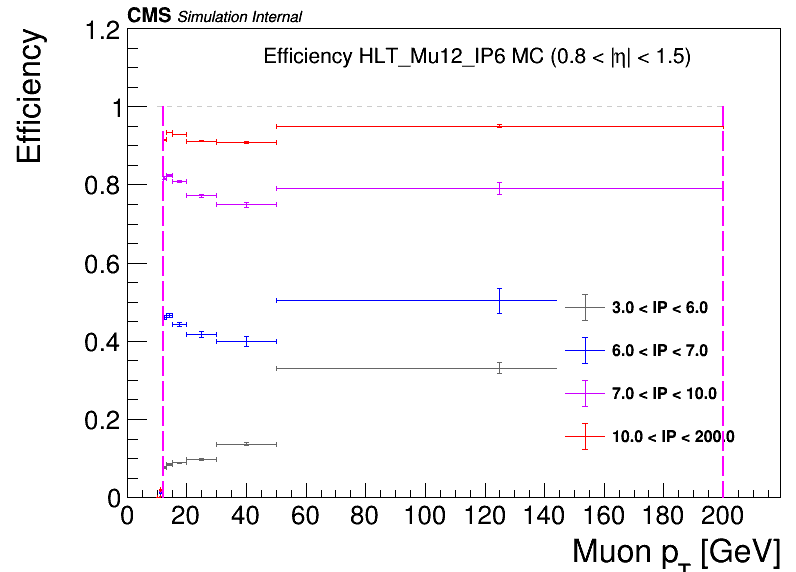 CMS Simulation Internal
Efficiency HLT_Mu12_IP6 MC (0.8 < |η| < 1.5)
Efficiency
1.2
1
0.8
0.6
0.4
0.2
0
3.0 < IP < 6.0
6.0 < IP < 7.0
7.0 < IP < 10.0
10.0 < IP < 200.0
0 20 40 60 80 100 120 140 160 180 200
Muon p_T [GeV]